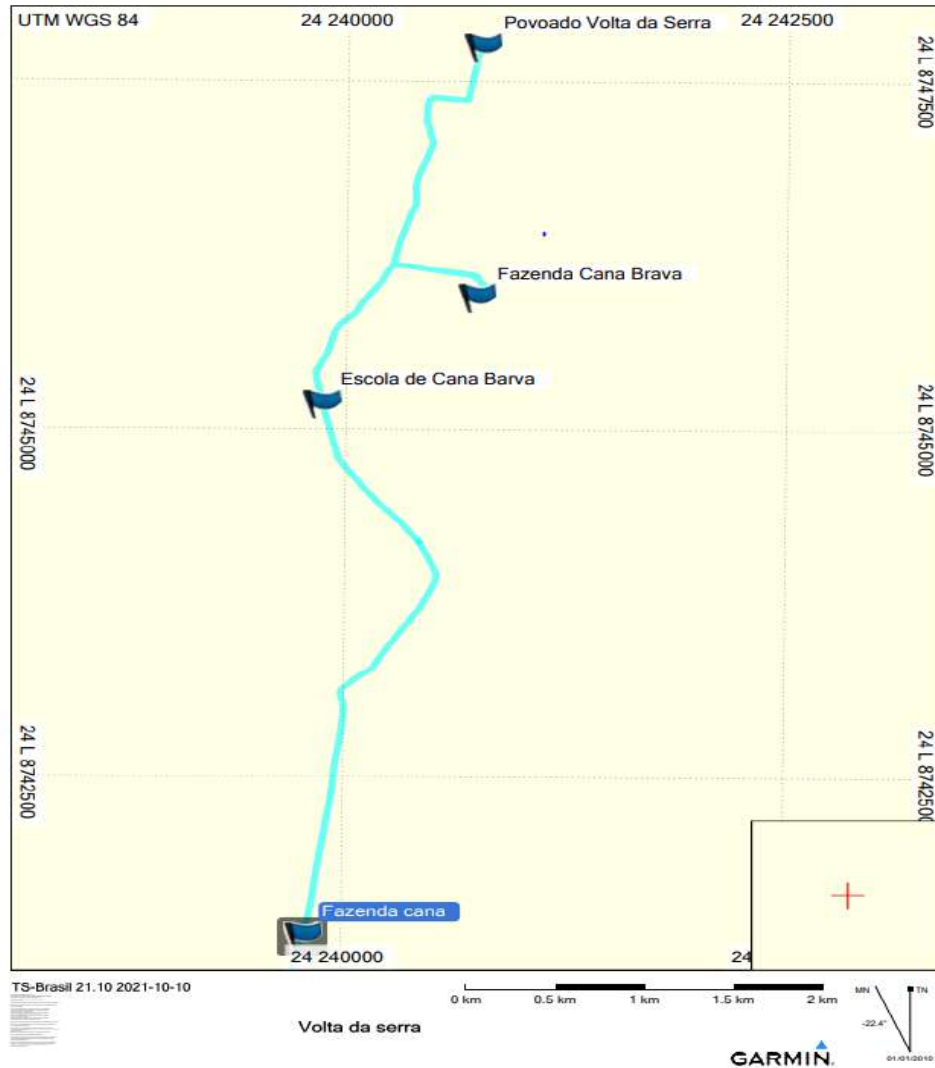 UTM WGS 84
24 240000
Povoado Volta da Serra
24 242500
24 L 8747500
Fazenda Cana Brava
Escola de Cana Barva
24 L 8745000
24 L 8745000
24 L 8742500
24 L 8742500
Fazenda cana
24 240000
24
TS-Brasil 21.10 2021-10-10
0 km
0.5 km
1 km
1.5 km
2 km
MN
TN
-22.4°
Volta da serra
GARMIN.
01/01/2010